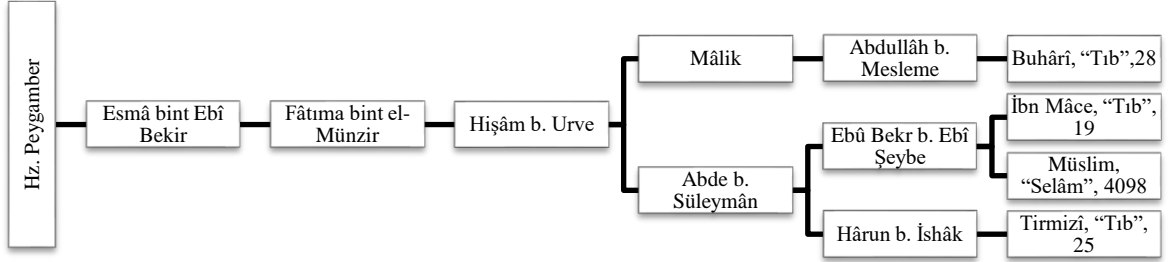 Hz. Peygamber
Esmâ bint Ebî
Bekir
Fâtıma bint el-
Münzir
Hişâm b. Urve
Mâlik
Abdullâh b.
Mesleme
Buhârî, “Tıb”,28
Abde b.
Süleymân
Ebû Bekr b. Ebî
Şeybe
İbn Mâce, “Tıb”,
19
Müslim,
“Selâm”, 4098
Hârun b. İshâk
Tirmizî, “Tıb”,
25